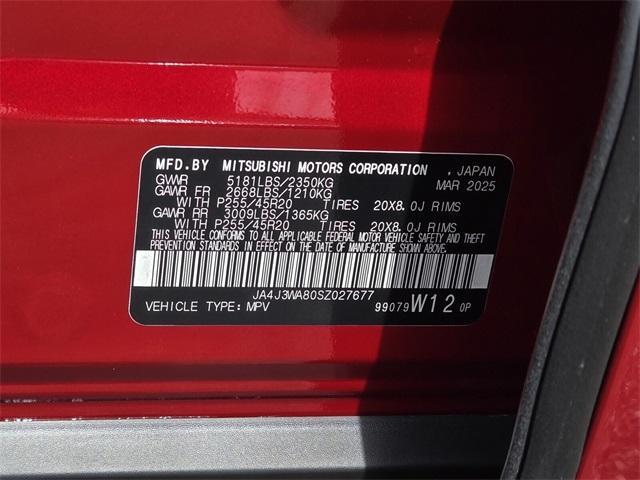 MFD.BY MITSUBISHI MOTORS CORPORATION , JAPAN
GVWR 5181LBS/2350KG MAR 2025
GAWR FR 2668LBS/1210KG
WITH P255/45R20 TIRES 20X8.0J RIMS
GAWR RR 3009LBS/1365KG
WITH P255/45R20 TIRES 20X8.0J RIMS
THIS VEHICLE CONFORMS TO ALL APPLICABLE FEDERAL MOTOR VEHICLE SAFETY AND THEFT
PREVENTION STANDARDS IN EFFECT ON THE DATE OF MANUFACTURE SHOWN ABOVE.
JA4J3WA80SZ027677
VEHICLE TYPE: MPV 99079 W12 0P